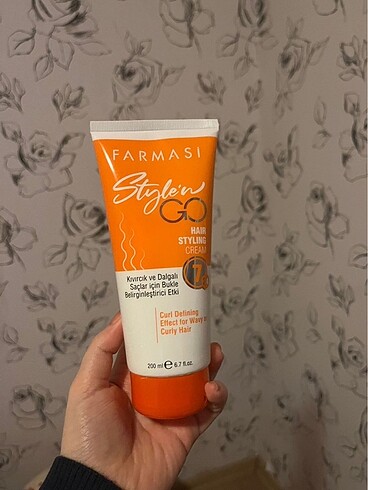 FARMASI
Style'n
GO
HAIR
STYLING
CREAM
Kıvırcık ve Dalgalı
Saçlar için Bukle
Belirginleştirici Etki
Curl Defining
Effect for Wavy
Curly Hair
200 ml ℮ 6.7 fl.oz.